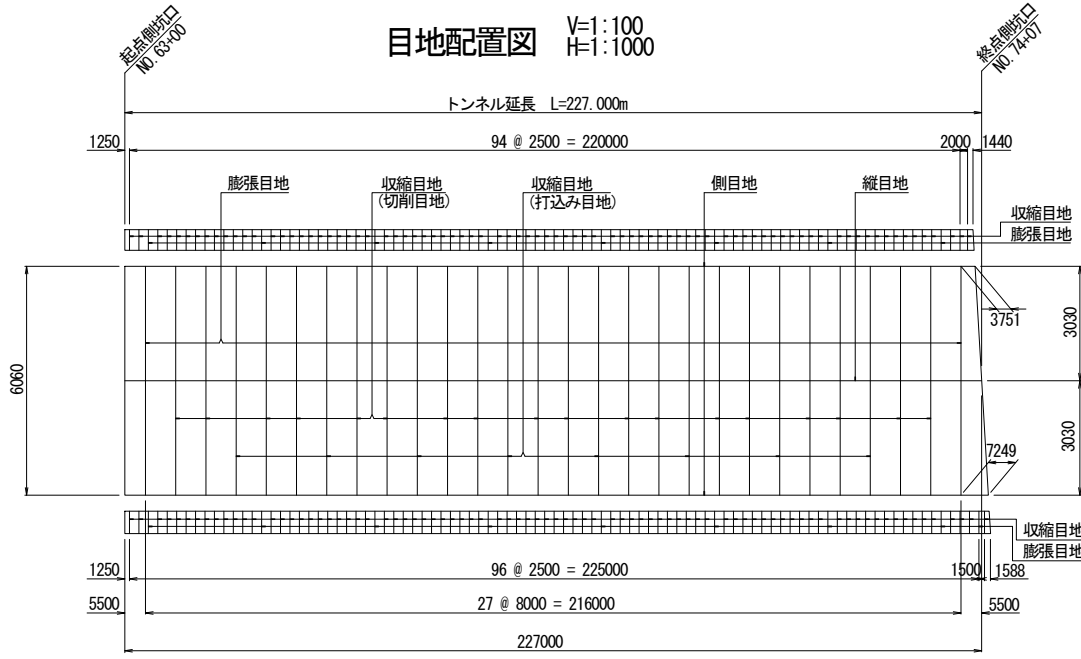 目地配置図
V=1:100
H=1:1000
起点側坑口
NO.63+00
終点側坑口
NO.74+07
トンネル延長 L=227.000m
1250
94 @ 2500 = 220000
2000
1440
膨張目地
収縮目地
(切削目地)
収縮目地
(打込み目地)
側目地
縦目地
収縮目地
膨張目地
3751
3030
6060
3030
7249
収縮目地
膨張目地
1250
96 @ 2500 = 225000
1500
1588
5500
27 @ 8000 = 216000
5500
227000